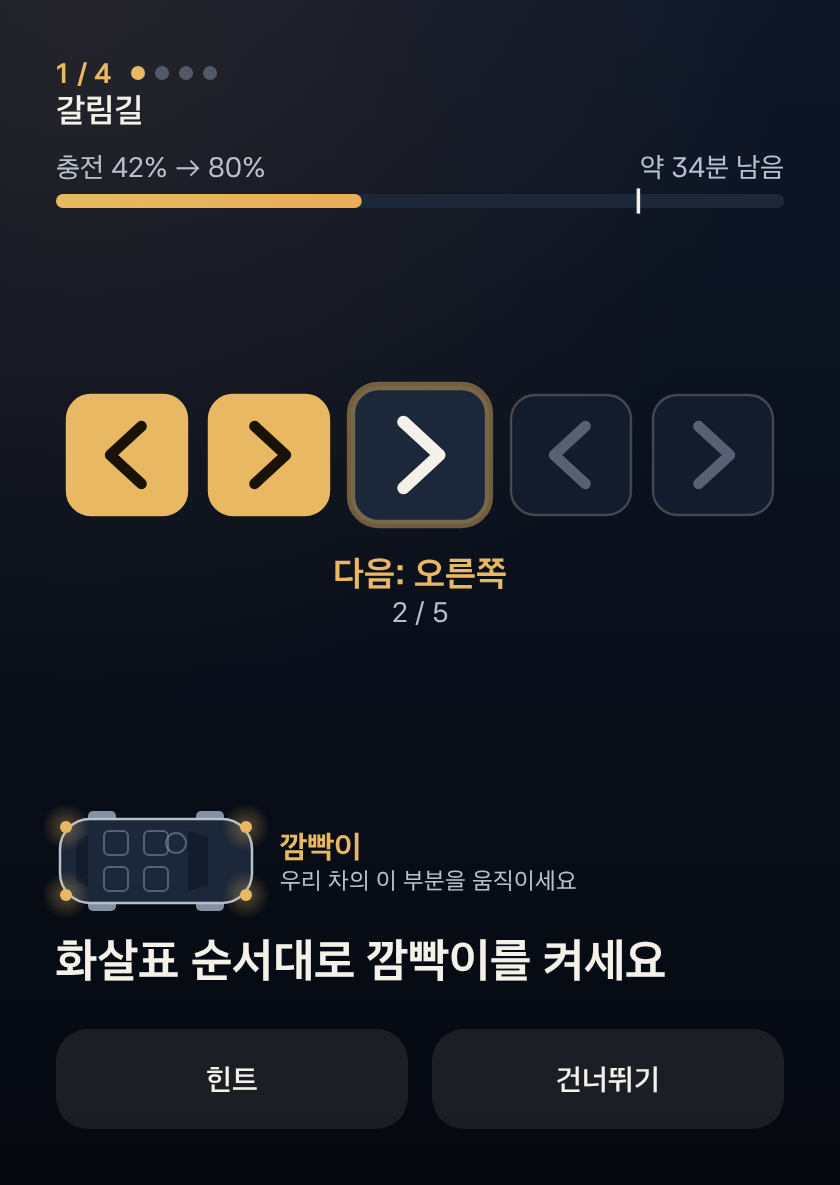 1 / 4
갈림길
충전 42% → 80%
약 34분 남음
다음: 오른쪽
2 / 5
깜빡이
우리 차의 이 부분을 움직이세요
화살표 순서대로 깜빡이를 켜세요
힌트
건너뛰기